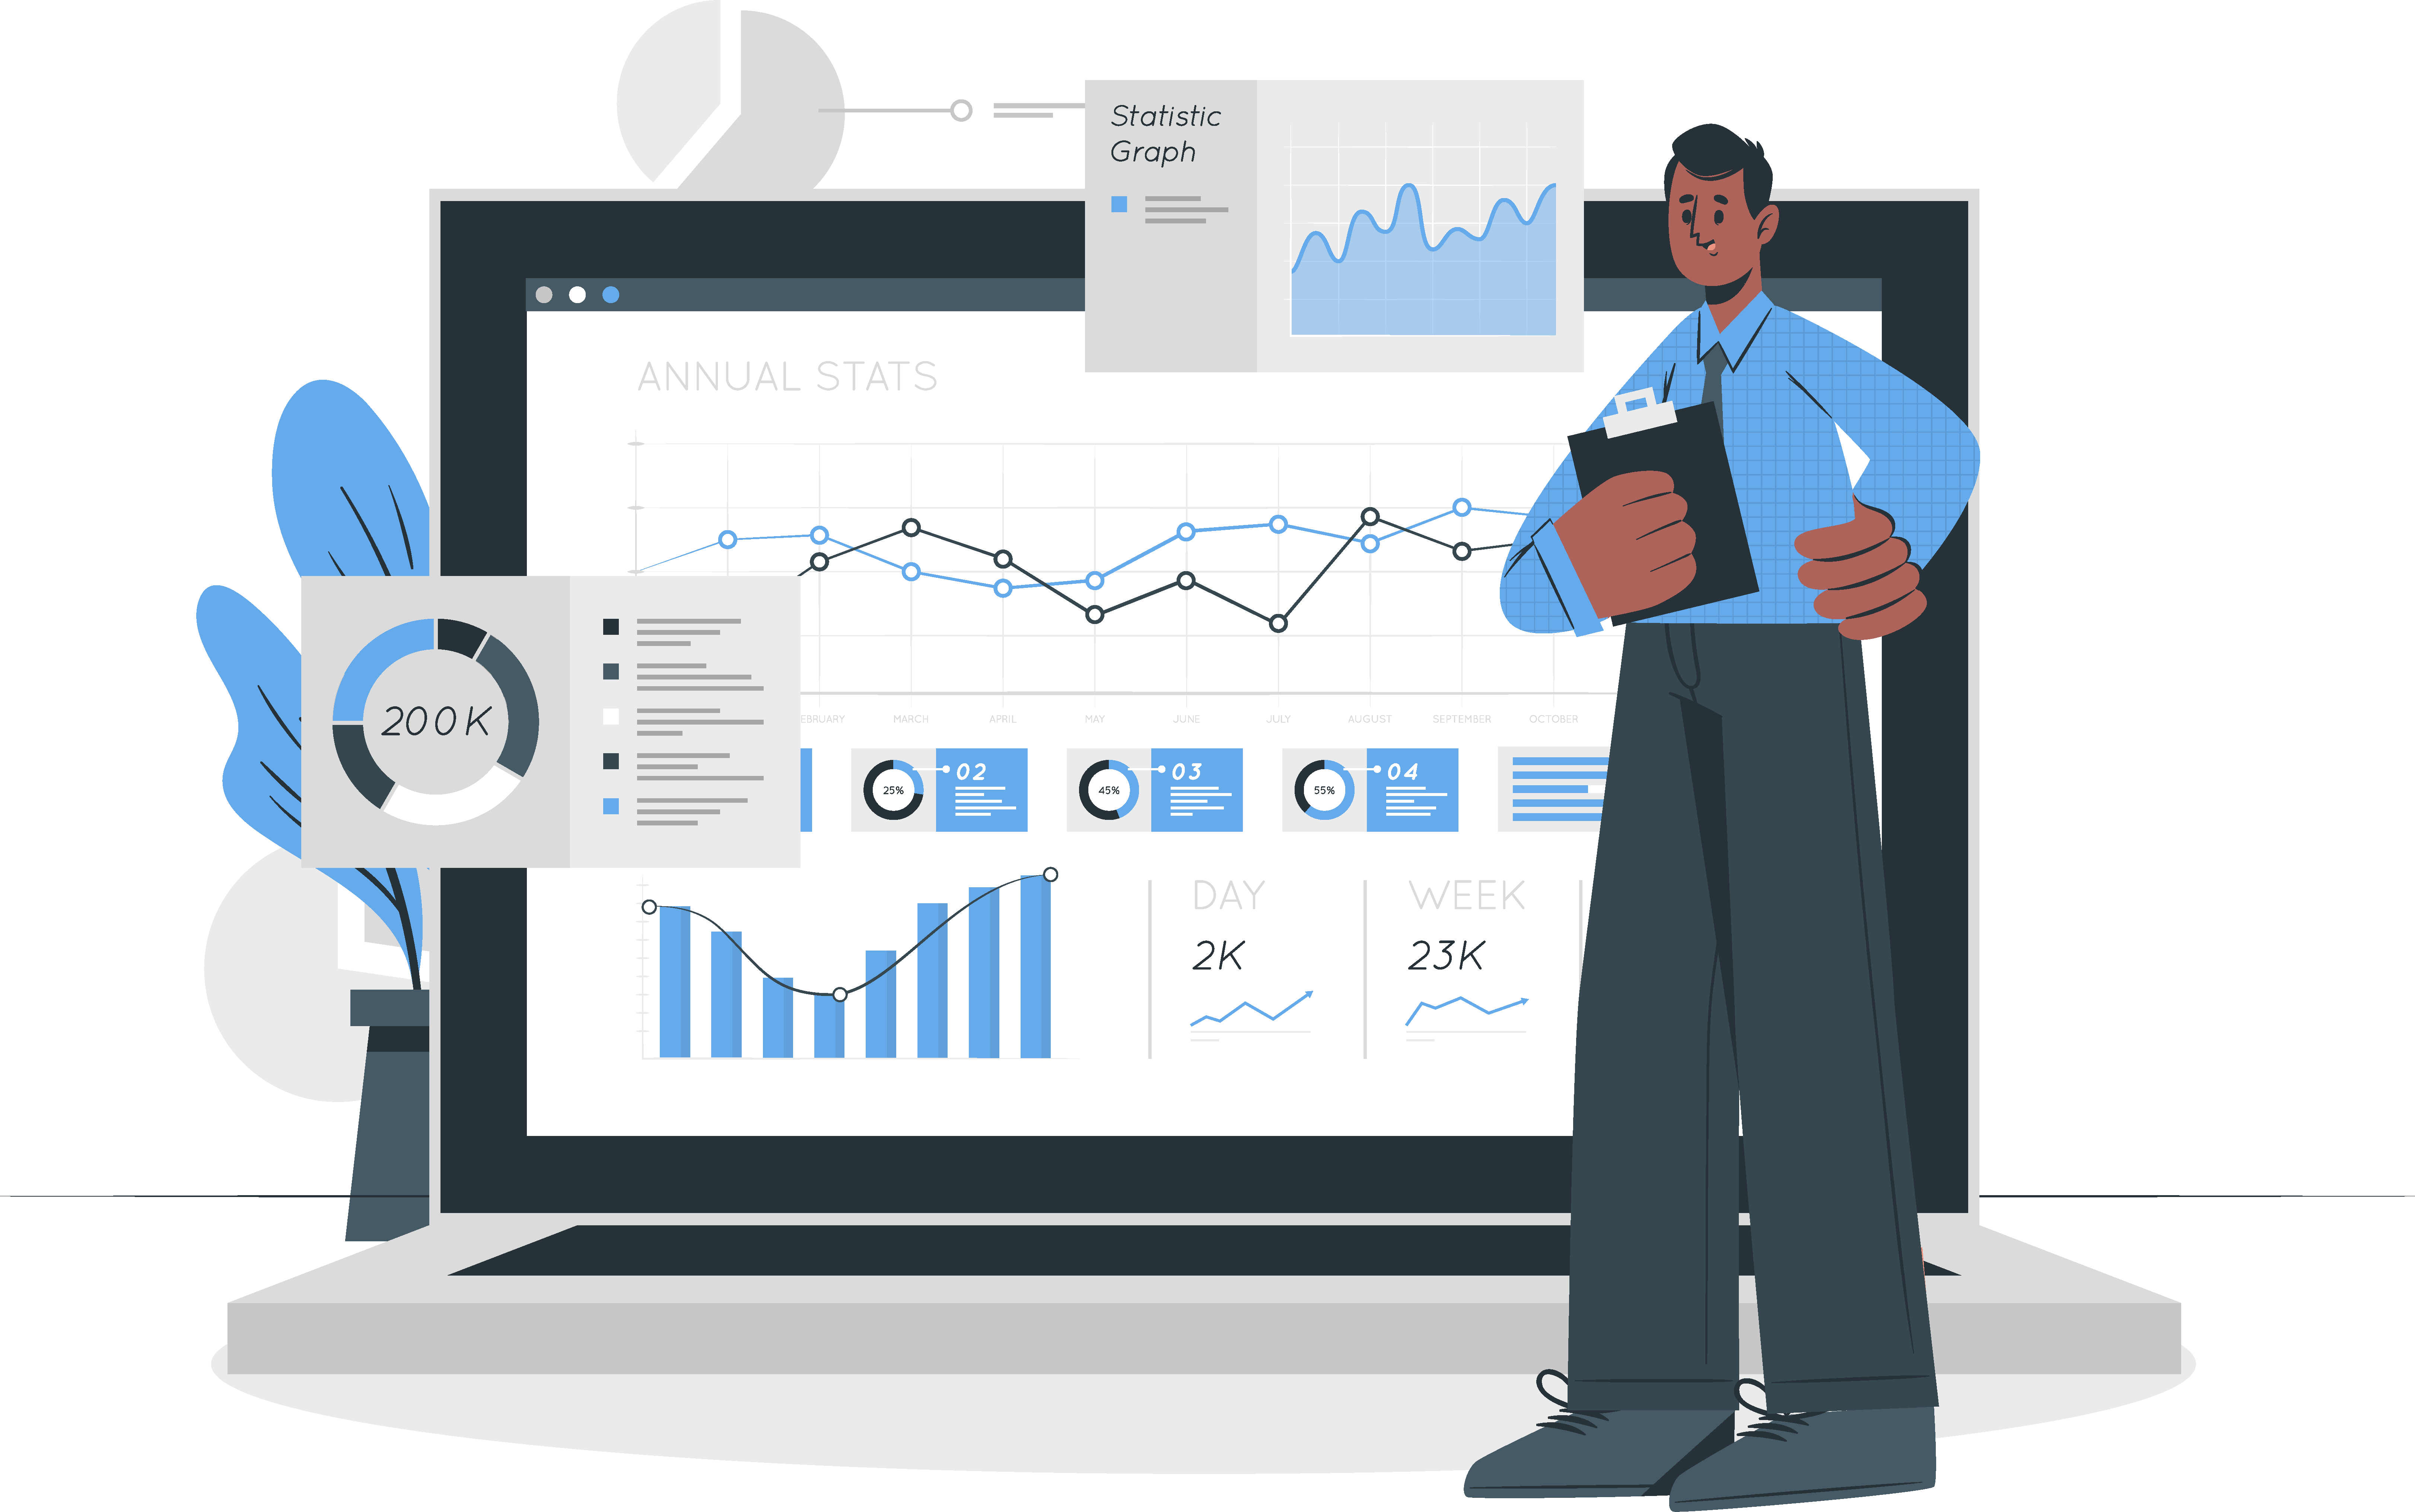 Statistic
Graph
ANNUAL STATS
200K
EBRUARY MARCH APRIL MAY JUNE JULY AUGUST SEPTEMBER OCTOBER
25% 02 45% 03 55% 04
DAY WEEK
2K 23K